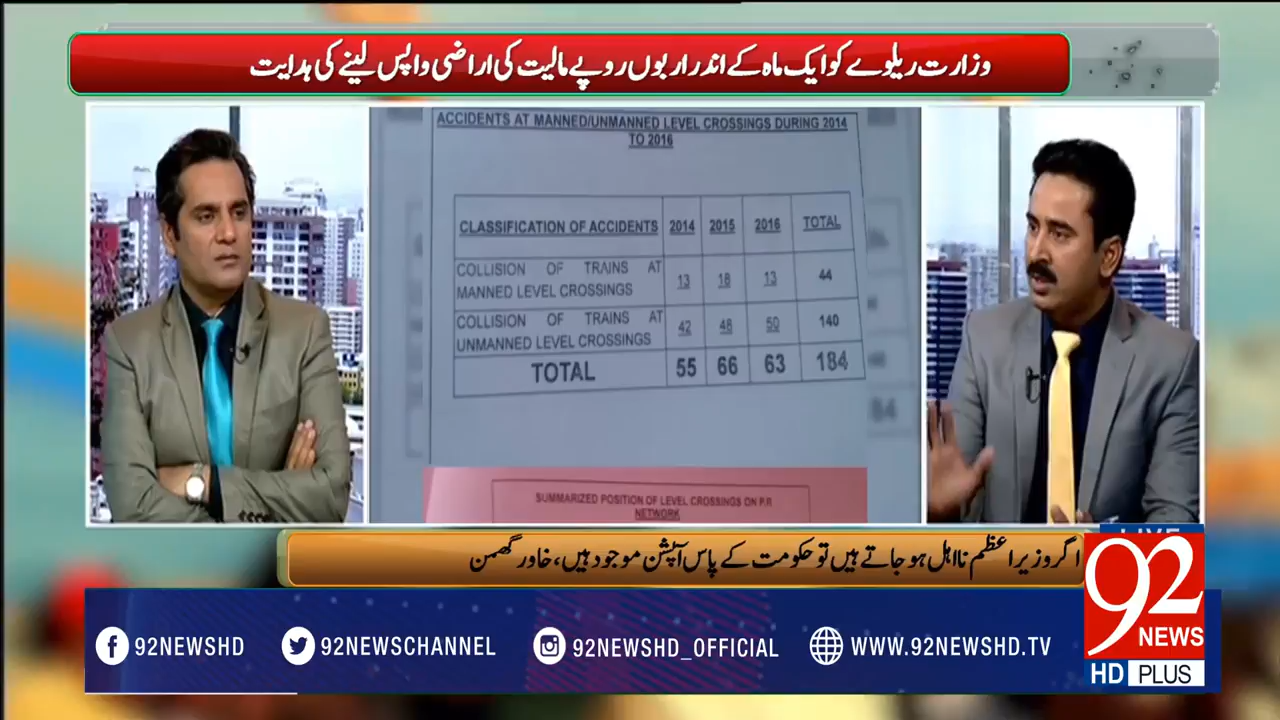 وزارت ریلوے کو ایک ماہ کے اندر اربوں روپے مالیت کی اراضی واپس لینے کی ہدایت
ACCIDENTS AT MANNED/UNMANNED LEVEL CROSSINGS DURING 2014
TO 2016
CLASSIFICATION OF ACCIDENTS 2014 2015 2016 TOTAL
COLLISION OF TRAINS AT
MANNED LEVEL CROSSINGS 13 18 13 44
COLLISION OF TRAINS AT
UNMANNED LEVEL CROSSINGS 42 48 50 140
TOTAL 55 66 63 184
84
SUMMARIZED POSITION OF LEVEL CROSSINGS ON P.R
NETWORK
اگر وزیراعظم نااہل ہو جاتے ہیں تو حکومت کے پاس آپشن موجود ہیں، خاور گھمن
LIVE
92
NEWS
HD PLUS
92NEWSHD 92NEWSCHANNEL 92NEWSHD_OFFICIAL WWW.92NEWSHD.TV